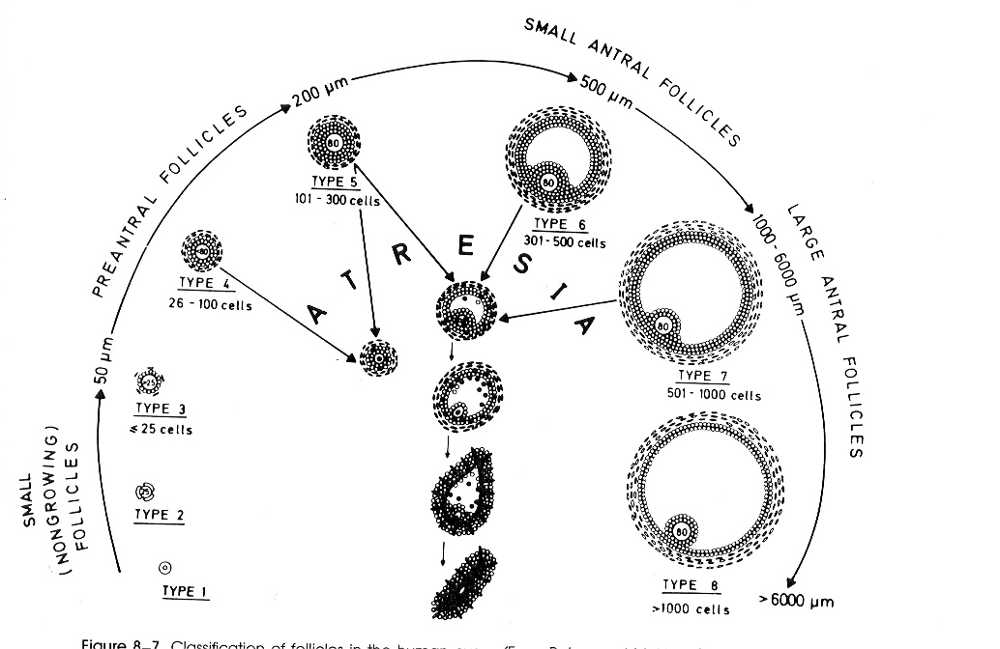 SMALL
(NONGROWING)
FOLLICLES
50 µm
PREANTRAL FOLLICLES
200 µm
SMALL ANTRAL FOLLICLES
500 µm
1000-6000 µm
LARGE ANTRAL FOLLICLES
>6000 µm
TYPE 1
25
TYPE 2
<25
TYPE 3
≤25 cells
<80
TYPE 4
26 - 100 cells
80
TYPE 5
101 - 300 cells
80
TYPE 6
301-500 cells
80
TYPE 7
501 - 1000 cells
80
TYPE 8
>1000 cells
ATRESIA
Figure 8-7 Classification of follicles in the human